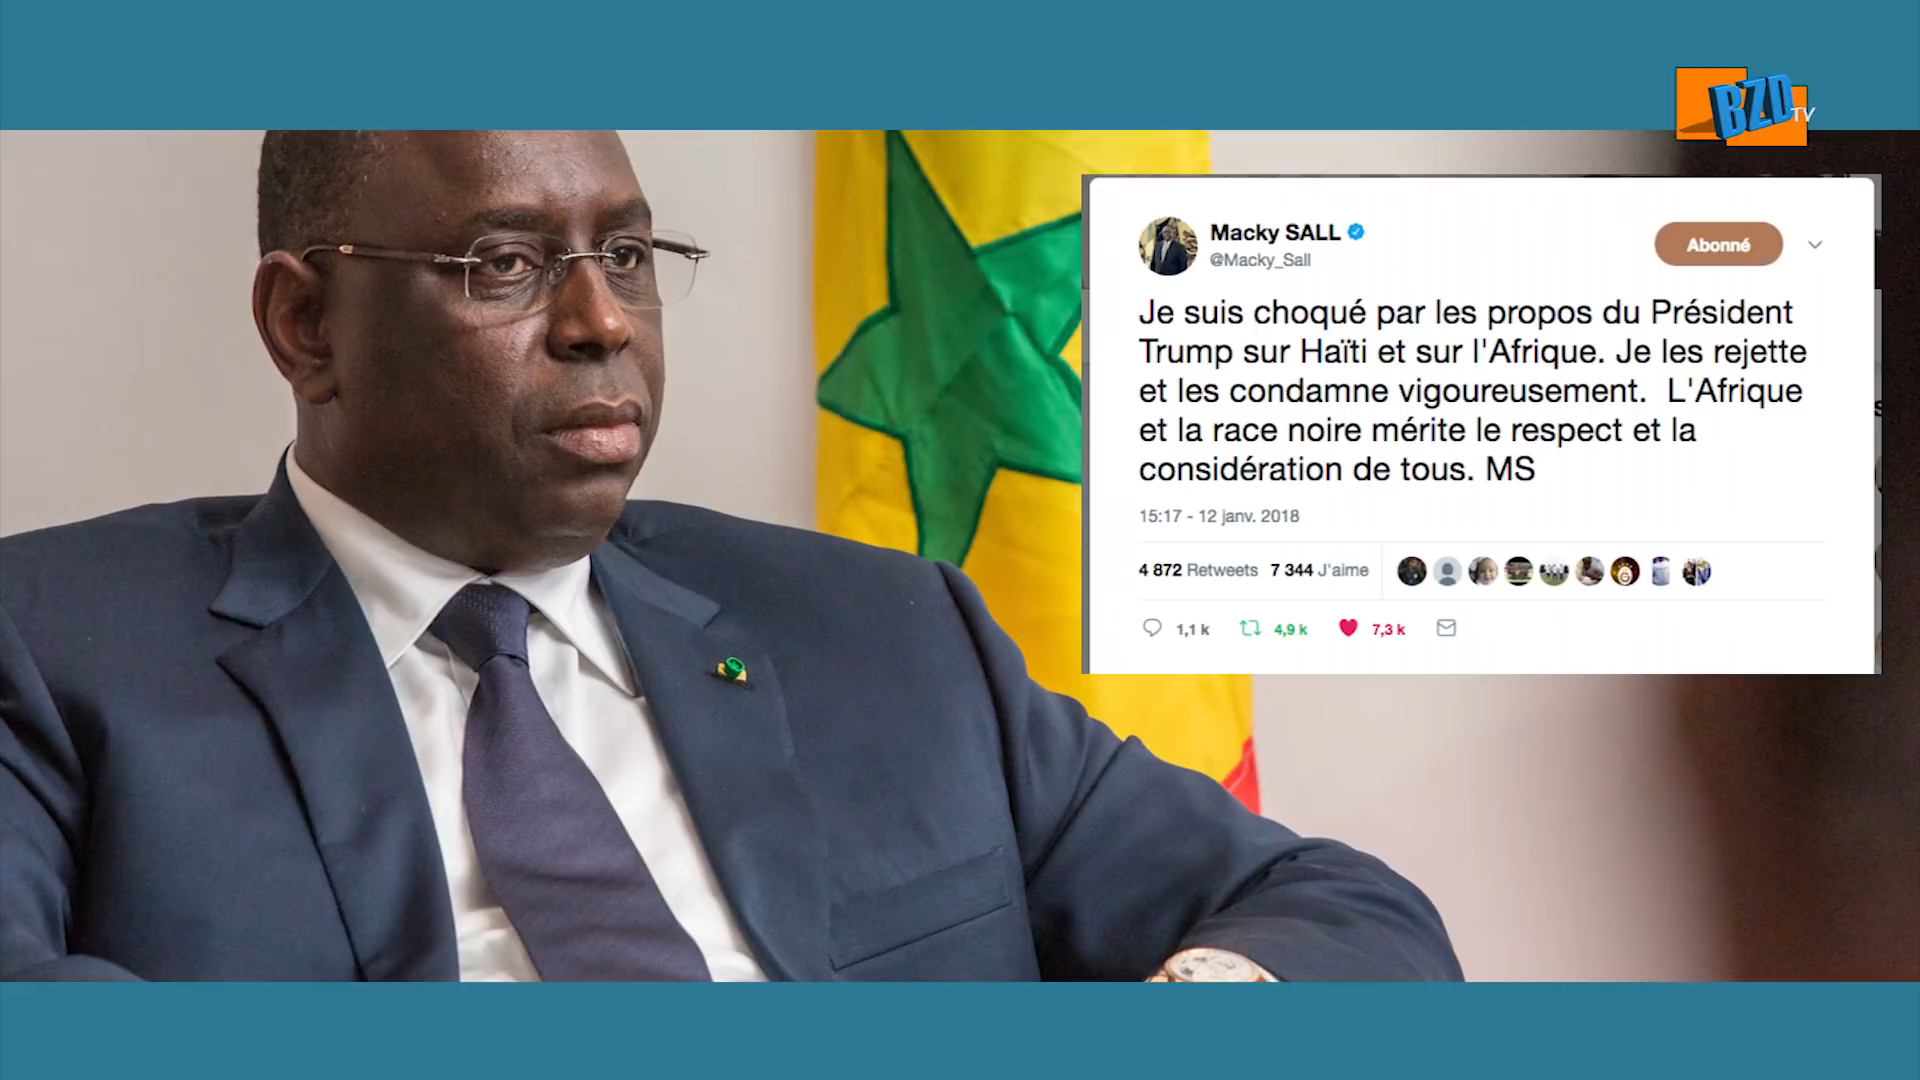 BZD TV
Macky SALL
@Macky_Sall
Abonné
Je suis choqué par les propos du Président
Trump sur Haïti et sur l'Afrique. Je les rejette
et les condamne vigoureusement.  L'Afrique
et la race noire mérite le respect et la
considération de tous. MS
15:17 - 12 janv. 2018
4 872 Retweets 7 344 J'aime
1,1 k 4,9 k 7,3 k